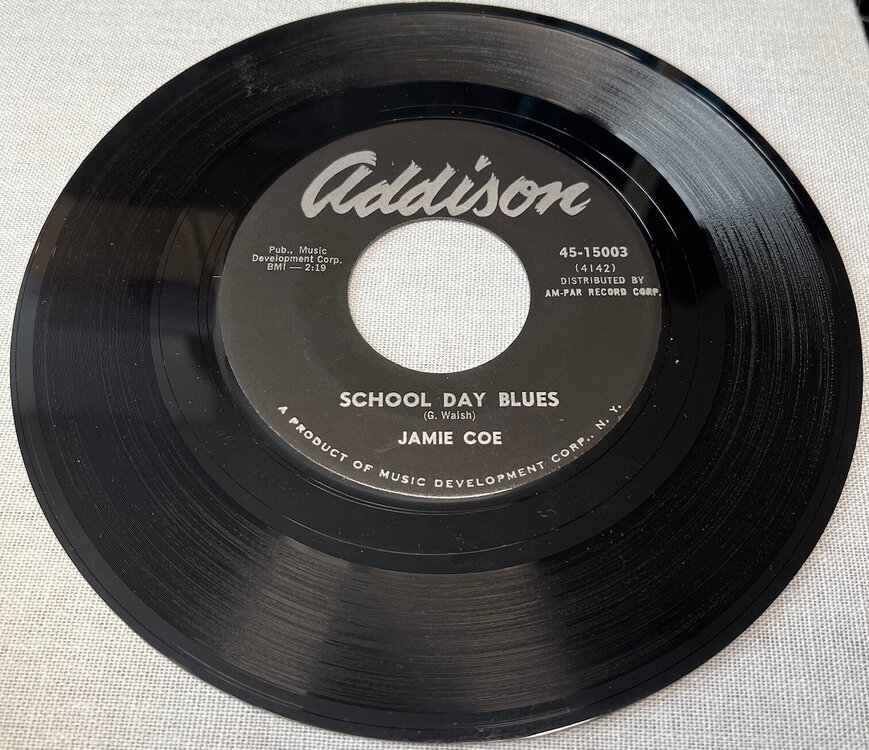 addison
Pub., Music
Development Corp.
BMI — 2:19
45-15003
(4142)
DISTRIBUTED BY
AM-PAR RECORD CORP.
SCHOOL DAY BLUES
(G. Walsh)
JAMIE COE
A PRODUCT OF MUSIC DEVELOPMENT CORP., N. Y.